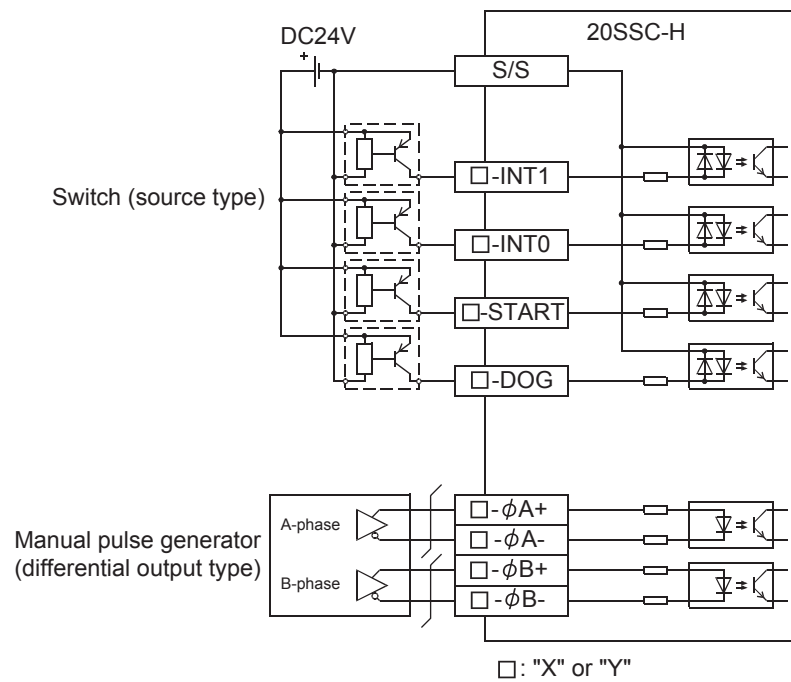 DC24V
20SSC-H
+
S/S
□-INT1
Switch (source type)
□-INT0
□-START
□-DOG
□-ϕA+
A-phase
□-ϕA-
Manual pulse generator
(differential output type)
□-ϕB+
B-phase
□-ϕB-
□: "X" or "Y"